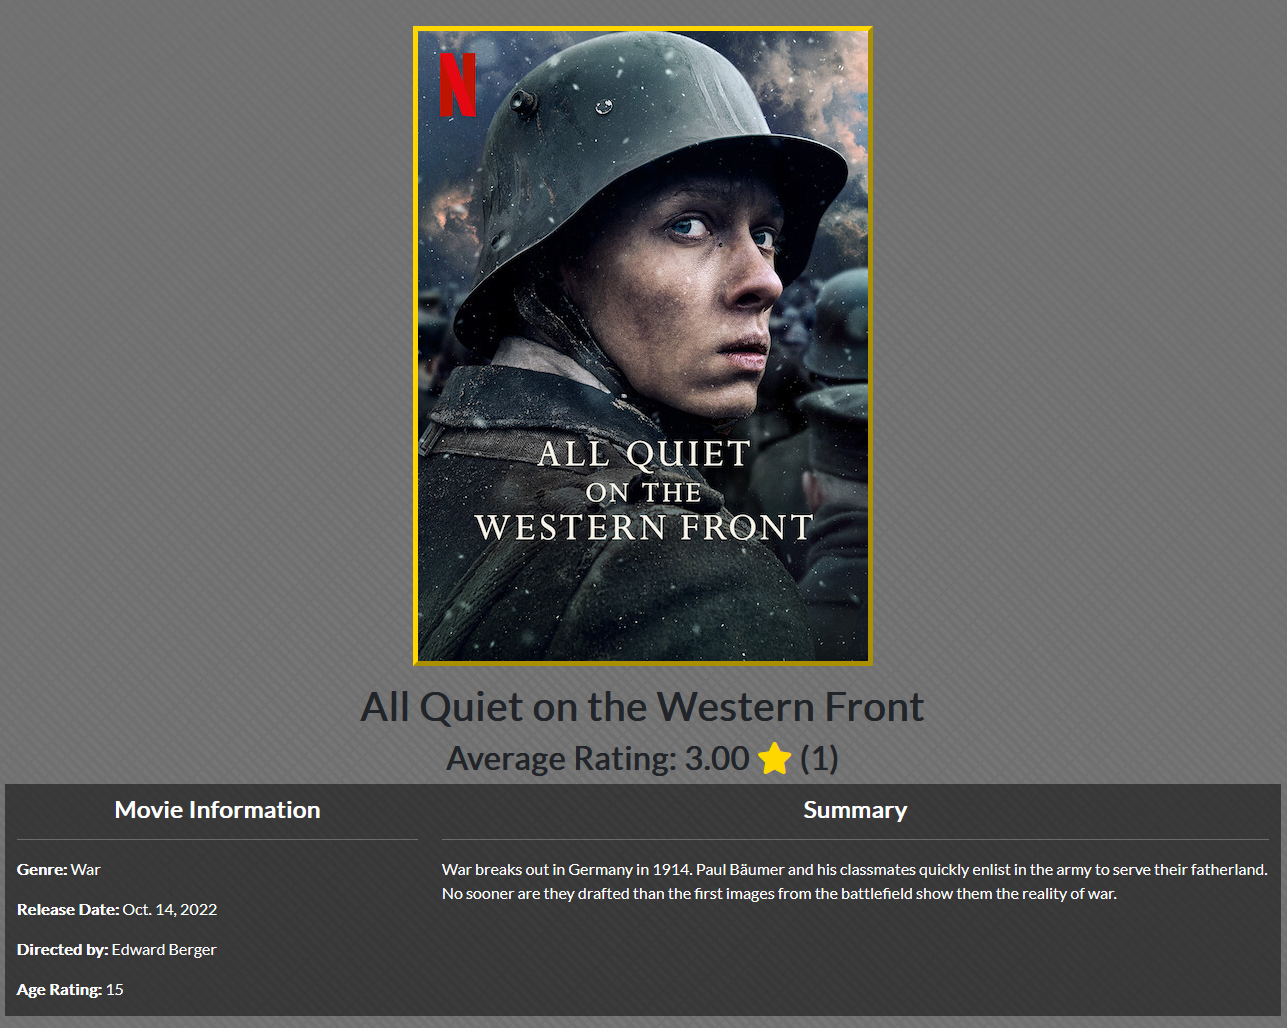 N
ALL QUIET
ON THE
WESTERN FRONT
All Quiet on the Western Front
Average Rating: 3.00 (1)
Movie Information
Genre: War
Release Date: Oct. 14, 2022
Directed by: Edward Berger
Age Rating: 15
Summary
War breaks out in Germany in 1914. Paul Bäumer and his classmates quickly enlist in the army to serve their fatherland.
No sooner are they drafted than the first images from the battlefield show them the reality of war.